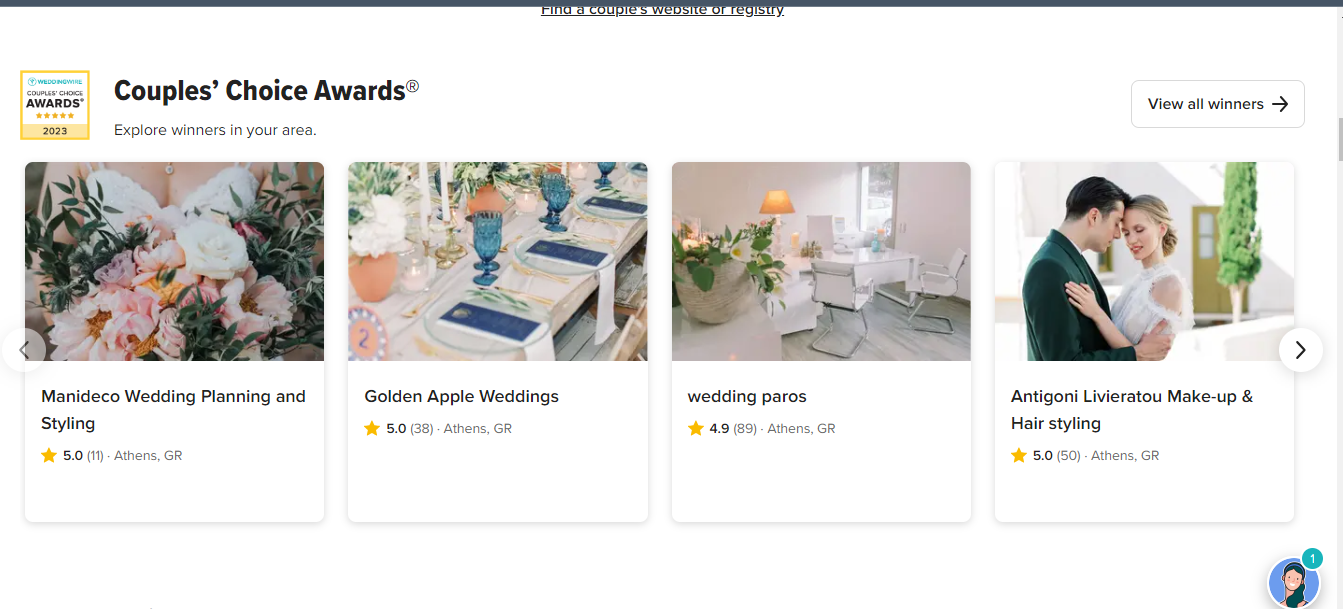 Find a couple's website or registry
WEDDINGWIRE
COUPLES' CHOICE
AWARDS®
2023
Couples' Choice Awards®
Explore winners in your area.
View all winners
2
Manideco Wedding Planning and
Styling
5.0 (11) · Athens, GR
Golden Apple Weddings
5.0 (38) · Athens, GR
wedding paros
4.9 (89) · Athens, GR
Antigoni Livieratou Make-up &
Hair styling
5.0 (50) · Athens, GR
1